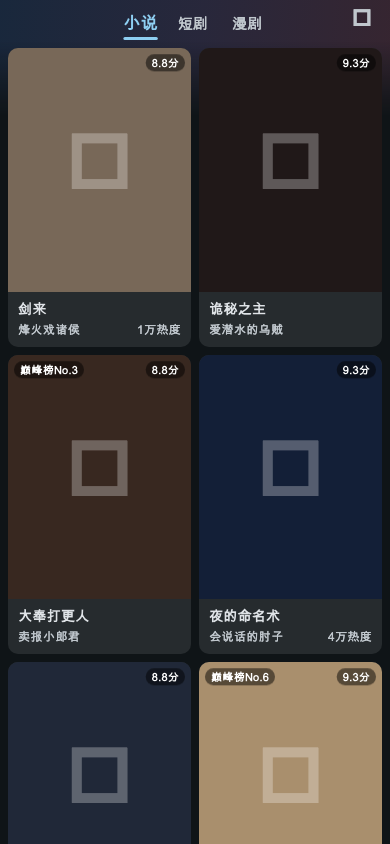 小说 短剧 漫剧
8.8分
9.3分
剑来
烽火戏诸侯 1万热度
诡秘之主
爱潜水的乌贼
巅峰榜No.3 8.8分
9.3分
大奉打更人
卖报小郎君
夜的命名术
会说话的肘子 4万热度
8.8分
巅峰榜No.6 9.3分